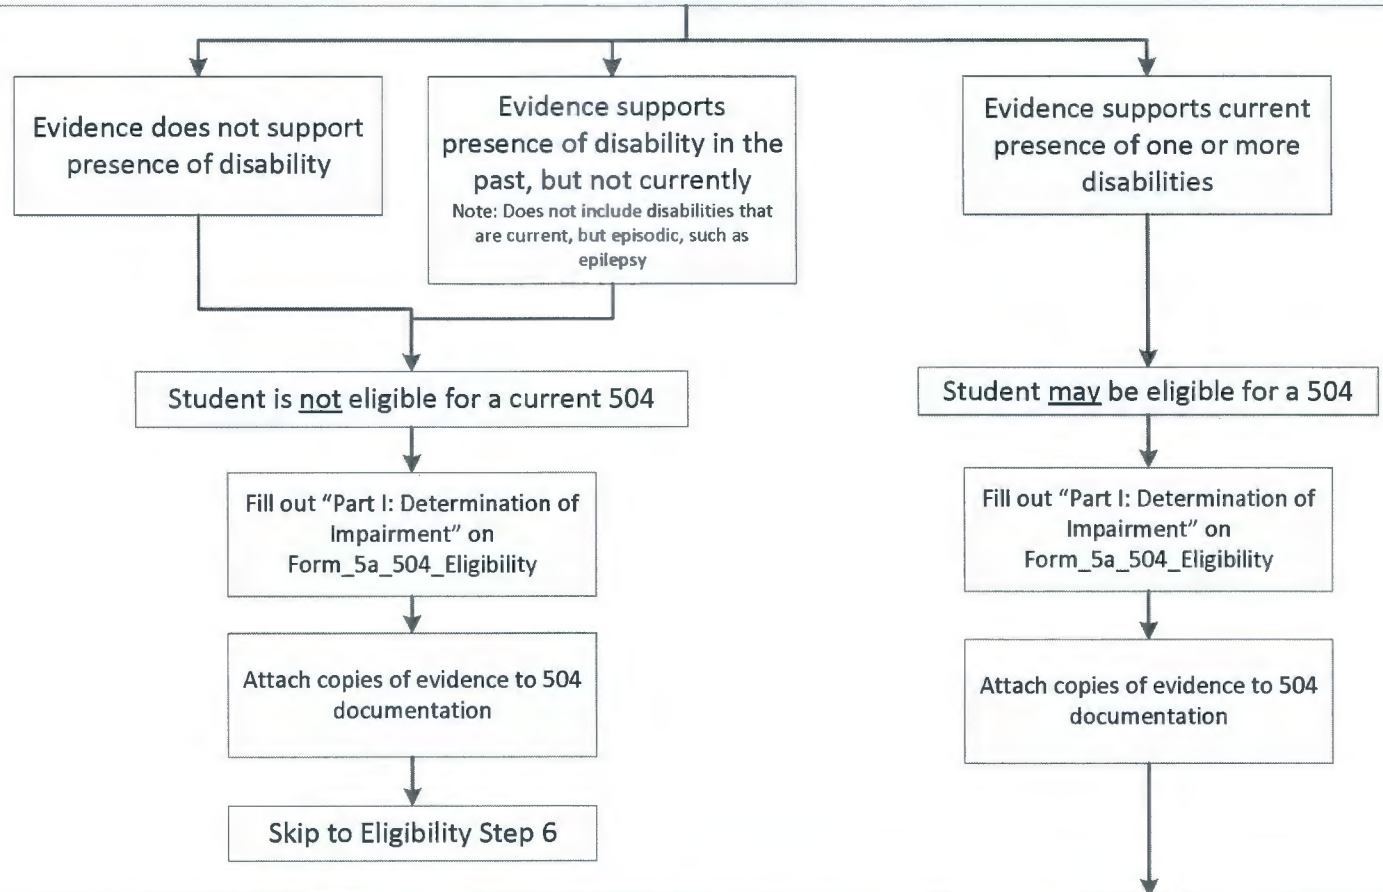 Evidence does not support
presence of disability
Evidence supports
presence of disability in the
past, but not currently
Note: Does not include disabilities that
are current, but episodic, such as
epilepsy
Evidence supports current
presence of one or more
disabilities
Student is not eligible for a current 504
Student may be eligible for a 504
Fill out “Part I: Determination of
Impairment” on
Form_5a_504_Eligibility
Fill out “Part I: Determination of
Impairment” on
Form_5a_504_Eligibility
Attach copies of evidence to 504
documentation
Attach copies of evidence to 504
documentation
Skip to Eligibility Step 6